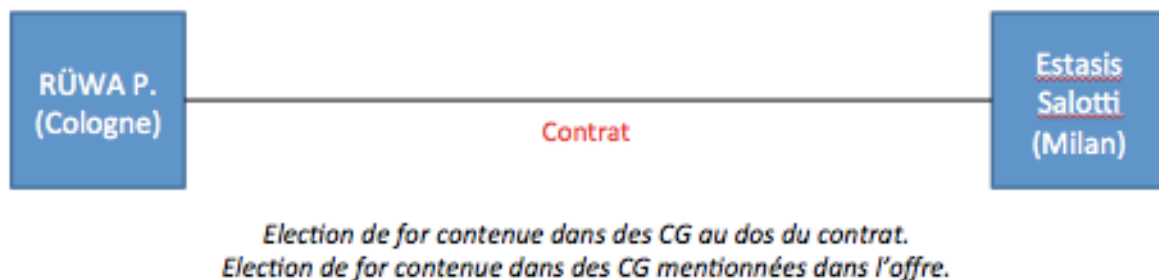 RÜWA P.
(Cologne)
Contrat
Estasis
Salotti
(Milan)
Election de for contenue dans des CG au dos du contrat.
Election de for contenue dans des CG mentionnées dans l'offre.